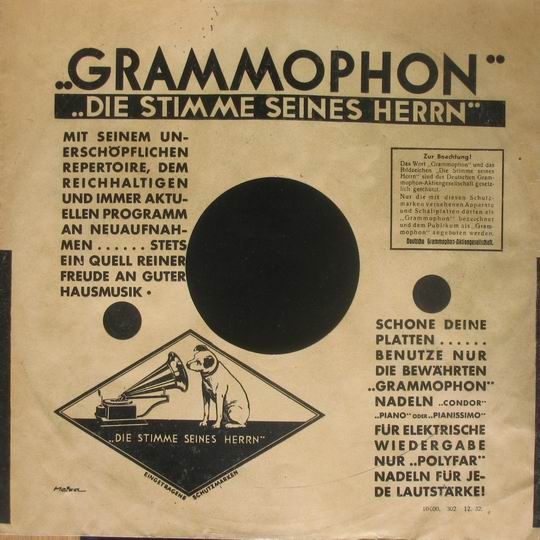 „GRAMMOPHON“
„DIE STIMME SEINES HERRN“
MIT SEINEM UN-
ERSCHÖPFLICHEN
REPERTOIRE, DEM
REICHHALTIGEN
UND IMMER AKTU-
ELLEN PROGRAMM
AN NEUAUFNAH-
MEN ...... STETS
EIN QUELL REINER
FREUDE AN GUTER
HAUSMUSIK •
Zur Beachtung!
Das Wort „Grammophon“ und das
Bildzeichen „Die Stimme seines
Herrn“ sind der Deutschen Gram-
mophon-Aktiengesellschaft gesetz-
lich geschützt.
Nur die mit diesen Schutz-
marken versehenen Apparate
und Schallplatten dürfen als
„Grammophon“ bezeichnet
und dem Publikum als „Gram-
mophon“ angeboten werden.
Deutsche Grammophon-Aktiengesellschaft.
SCHONE DEINE
PLATTEN ......
BENUTZE NUR
DIE BEWÄHRTEN
„GRAMMOPHON“
NADELN „CONDOR“
„PIANO“ ODER „PIANISSIMO“
FÜR ELEKTRISCHE
WIEDERGABE
NUR „POLYFAR“
NADELN FÜR JE-
DE LAUTSTÄRKE!
„DIE STIMME SEINES HERRN“
EINGETRAGENE SCHUTZMARKEN
302 12. 32.